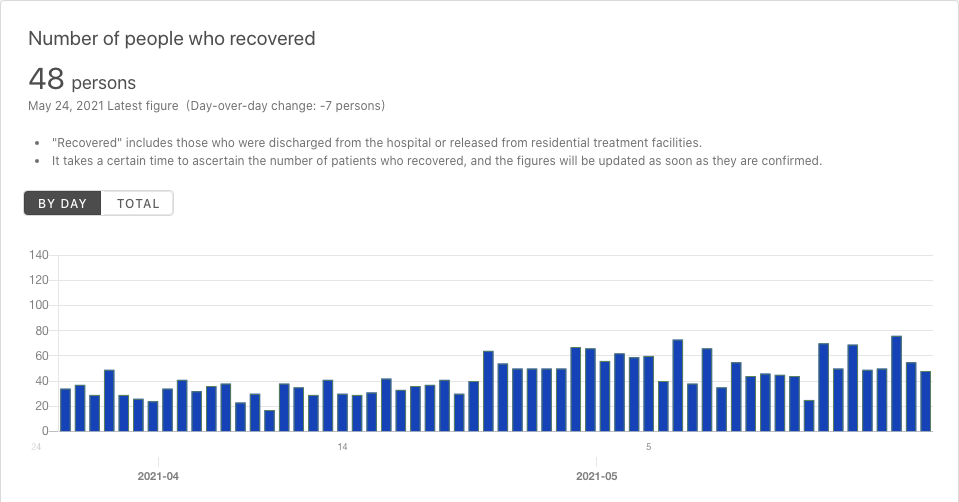 Number of people who recovered
48 persons
May 24, 2021 Latest figure (Day-over-day change: -7 persons)
• "Recovered" includes those who were discharged from the hospital or released from residential treatment facilities.
• It takes a certain time to ascertain the number of patients who recovered, and the figures will be updated as soon as they are confirmed.
BY DAY TOTAL
140
120
100
80
60
40
20
0
24 14 5
2021-04 2021-05